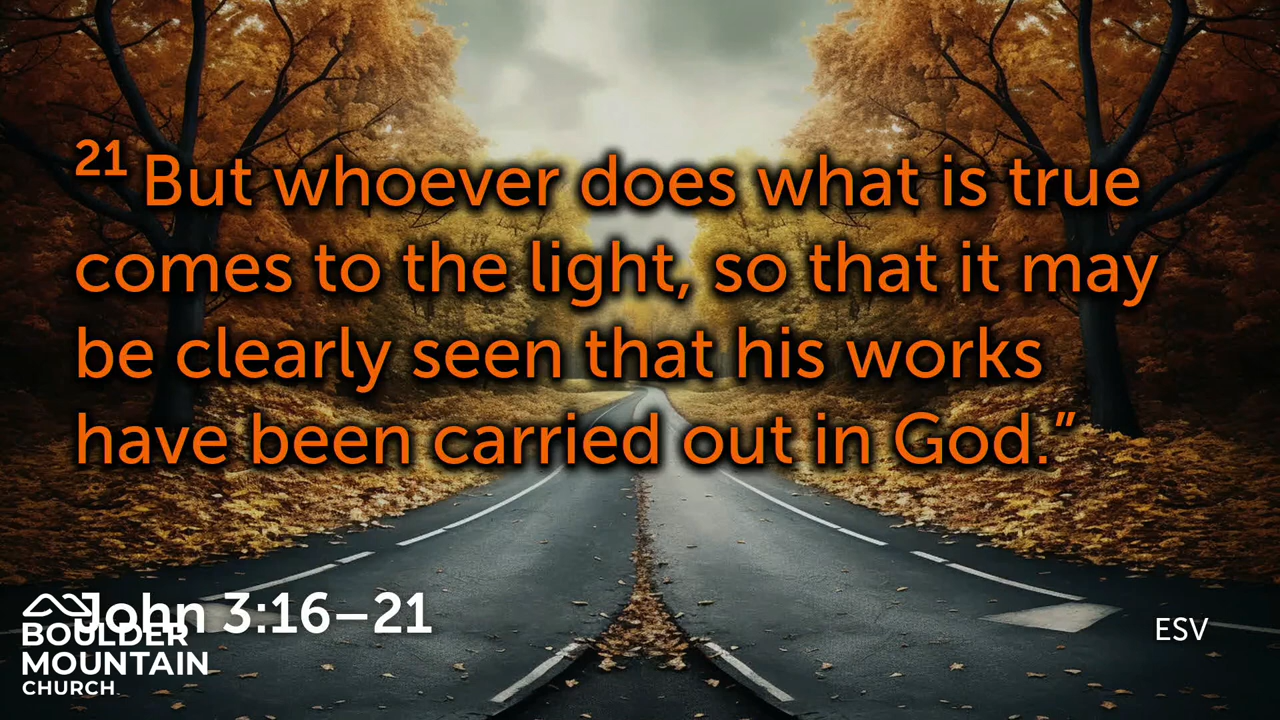 21 But whoever does what is true
comes to the light, so that it may
be clearly seen that his works
have been carried out in God.”
John 3:16–21
BOULDER
MOUNTAIN
CHURCH
ESV